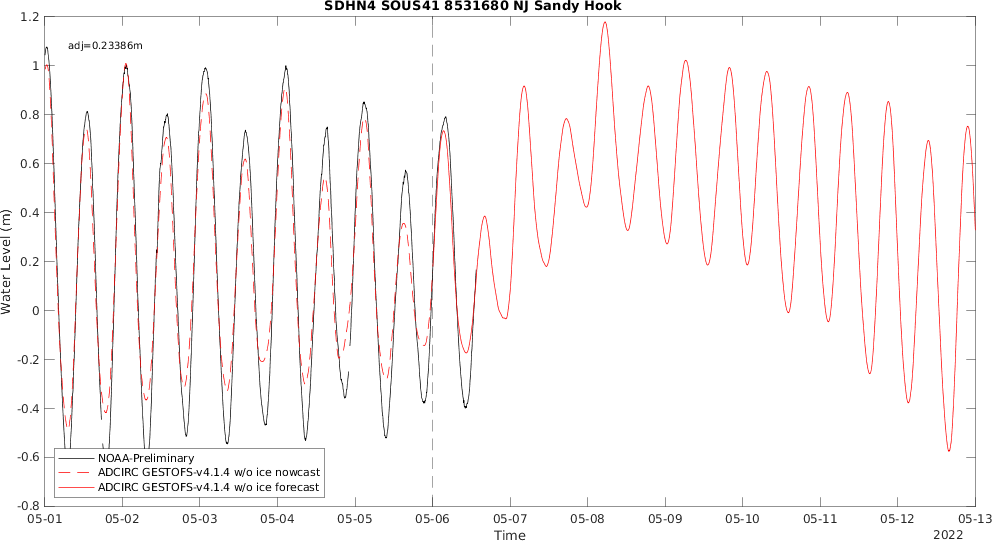 SDHN4 SOUS41 8531680 NJ Sandy Hook
1.2
1
0.8
0.6
0.4
0.2
0
-0.2
-0.4
-0.6
-0.8
Water Level (m)
adj=0.23386m
NOAA-Preliminary
ADCIRC GESTOFS-v4.1.4 w/o ice nowcast
ADCIRC GESTOFS-v4.1.4 w/o ice forecast
05-01 05-02 05-03 05-04 05-05 05-06 05-07 05-08 05-09 05-10 05-11 05-12 05-13
Time
2022